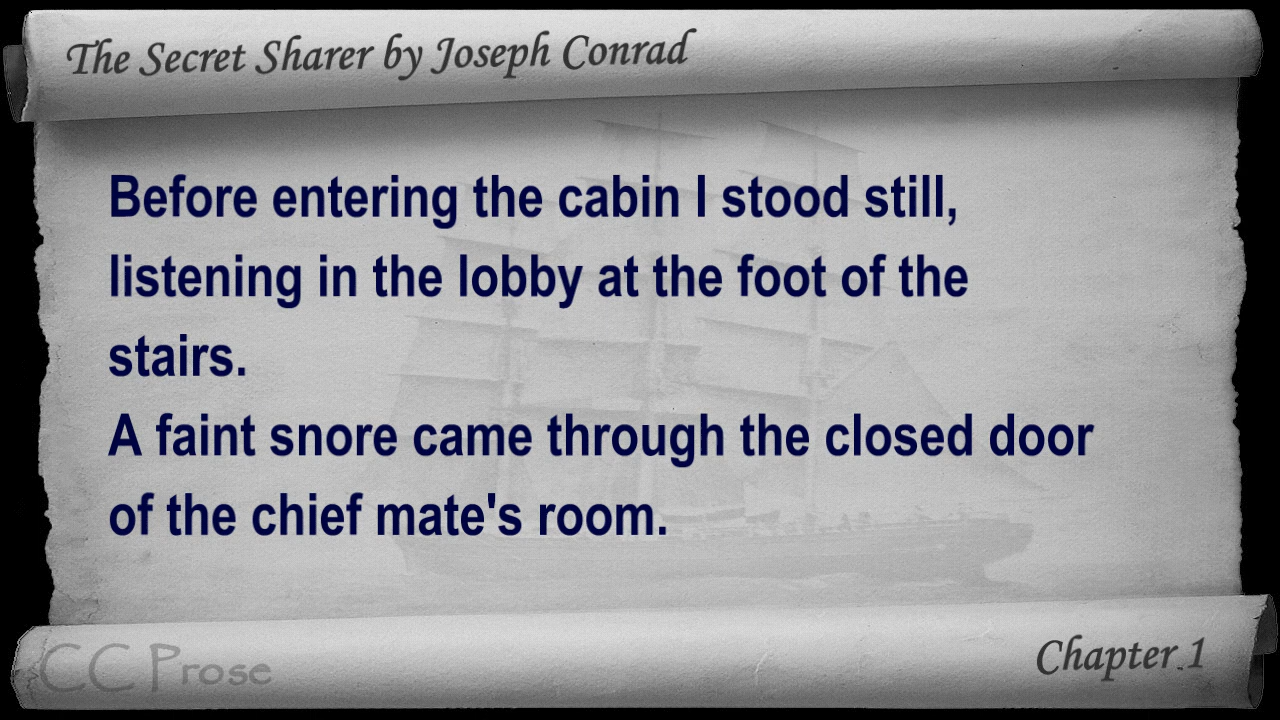 The Secret Sharer by Joseph Conrad
Before entering the cabin I stood still,
listening in the lobby at the foot of the
stairs.
A faint snore came through the closed door
of the chief mate's room.
CC Prose
Chapter 1